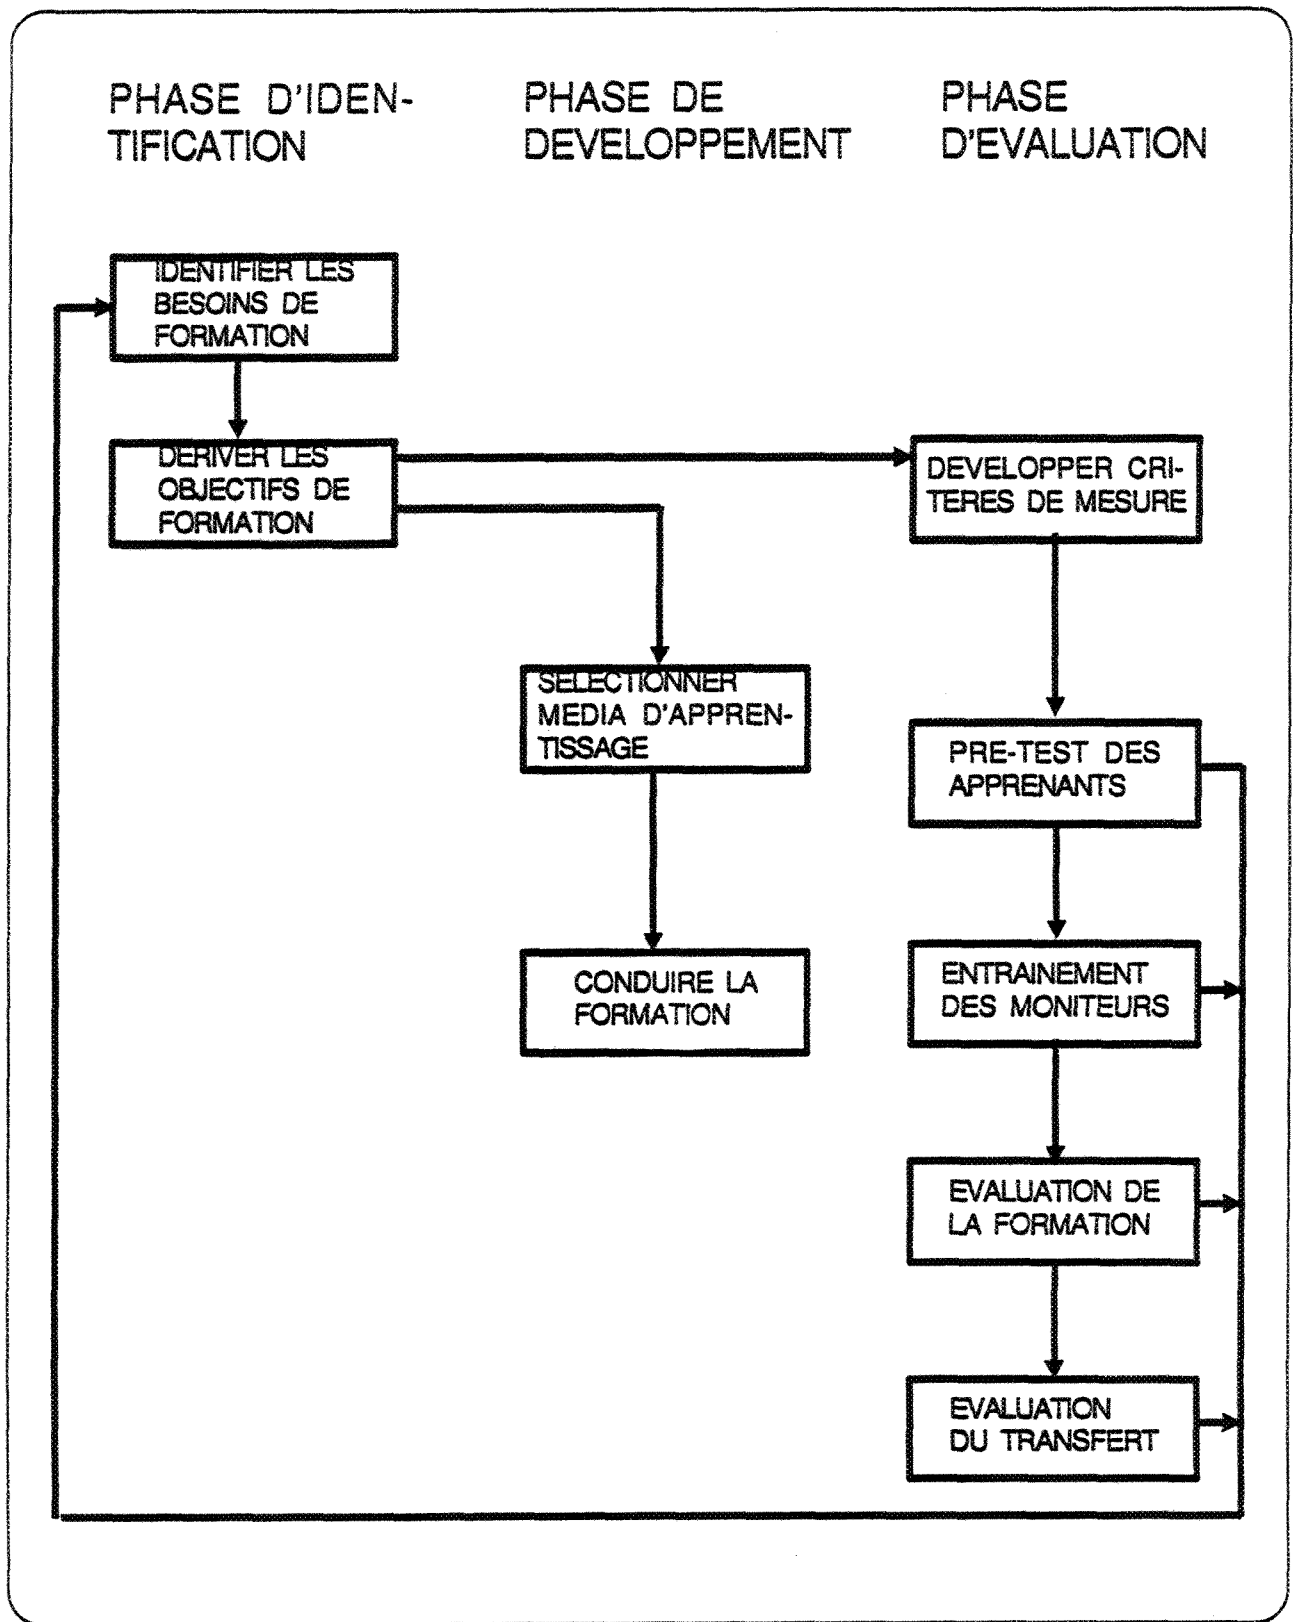 PHASE D'IDEN-
TIFICATION
PHASE DE
DEVELOPPEMENT
PHASE
D'EVALUATION
IDENTIFIER LES
BESOINS DE
FORMATION
DERIVER LES
OBJECTIFS DE
FORMATION
DEVELOPPER CRI-
TERES DE MESURE
SELECTIONNER
MEDIA D'APPREN-
TISSAGE
PRE-TEST DES
APPRENANTS
CONDUIRE LA
FORMATION
ENTRAINEMENT
DES MONITEURS
EVALUATION DE
LA FORMATION
EVALUATION
DU TRANSFERT